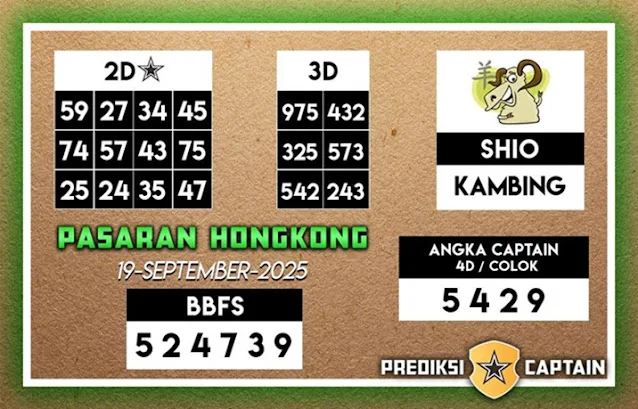 2D
59 27 34 45
74 57 43 75
25 24 35 47
3D
975 432
325 573
542 243
羊
SHIO
KAMBING
PASARAN HONGKONG
19-SEPTEMBER-2025
BBFS
5 2 4 7 3 9
ANGKA CAPTAIN
4D / COLOK
5 4 2 9
PREDIKSI CAPTAIN